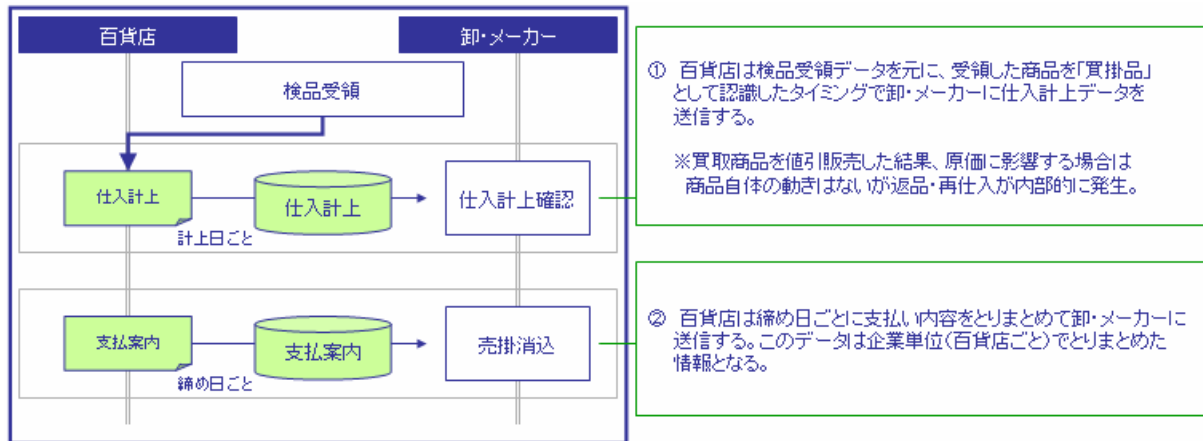 百貨店
卸・メーカー
検品受領
仕入計上
仕入計上
仕入計上確認
計上日ごと
支払案内
支払案内
売掛消込
締め日ごと
① 百貨店は検品受領データを元に、受領した商品を「買掛品」
として認識したタイミングで卸・メーカーに仕入計上データを
送信する。
※買取商品を値引販売した結果、原価に影響する場合は
商品自体の動きはないが返品・再仕入が内部的に発生。
② 百貨店は締め日ごとに支払い内容をとりまとめて卸・メーカーに
送信する。このデータは企業単位(百貨店ごと)でとりまとめた
情報となる。